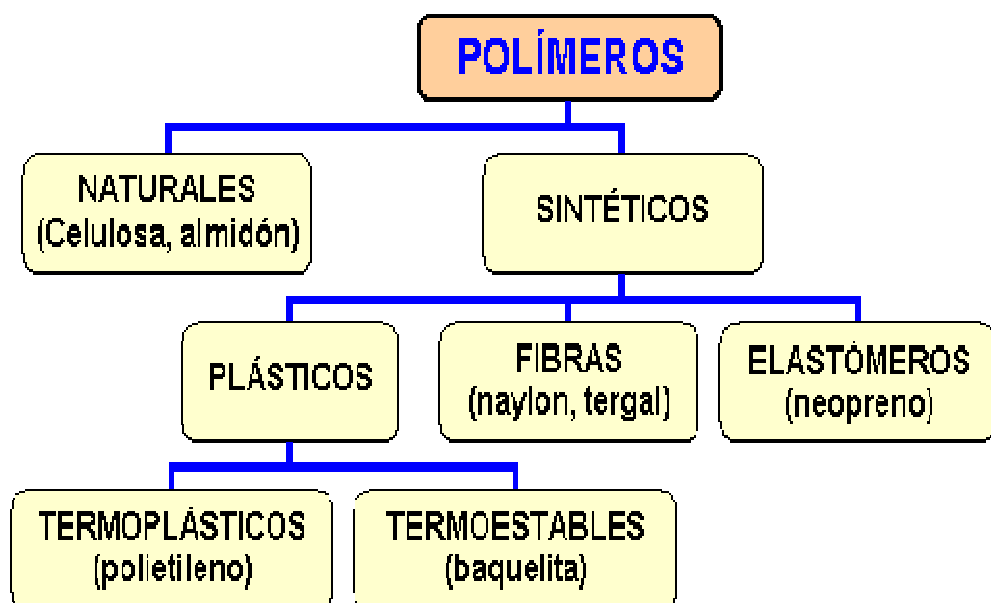 POLÍMEROS
NATURALES
(Celulosa, almidón)
SINTÉTICOS
PLÁSTICOS
FIBRAS
(naylon, tergal)
ELASTÓMEROS
(neopreno)
TERMOPLÁSTICOS
(polietileno)
TERMOESTABLES
(baquelita)